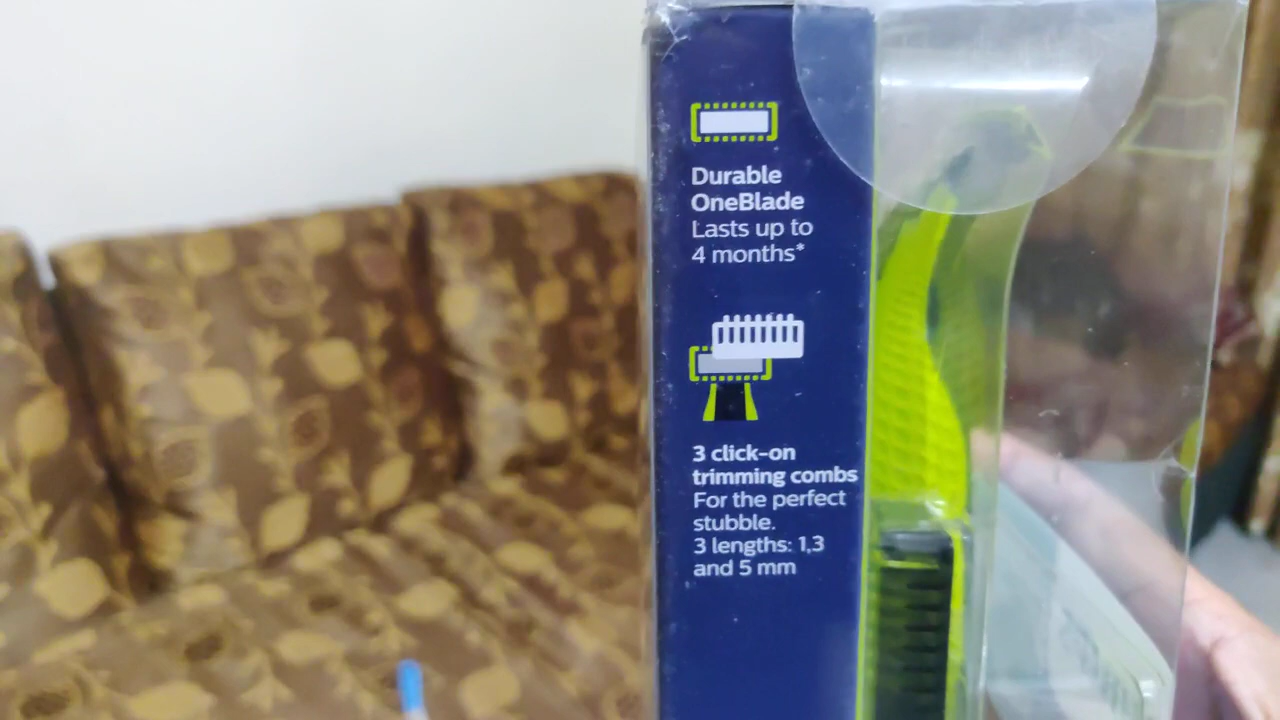 Durable
OneBlade
Lasts up to
4 months*
3 click-on
trimming combs
For the perfect
stubble.
3 lengths: 1,3
and 5 mm